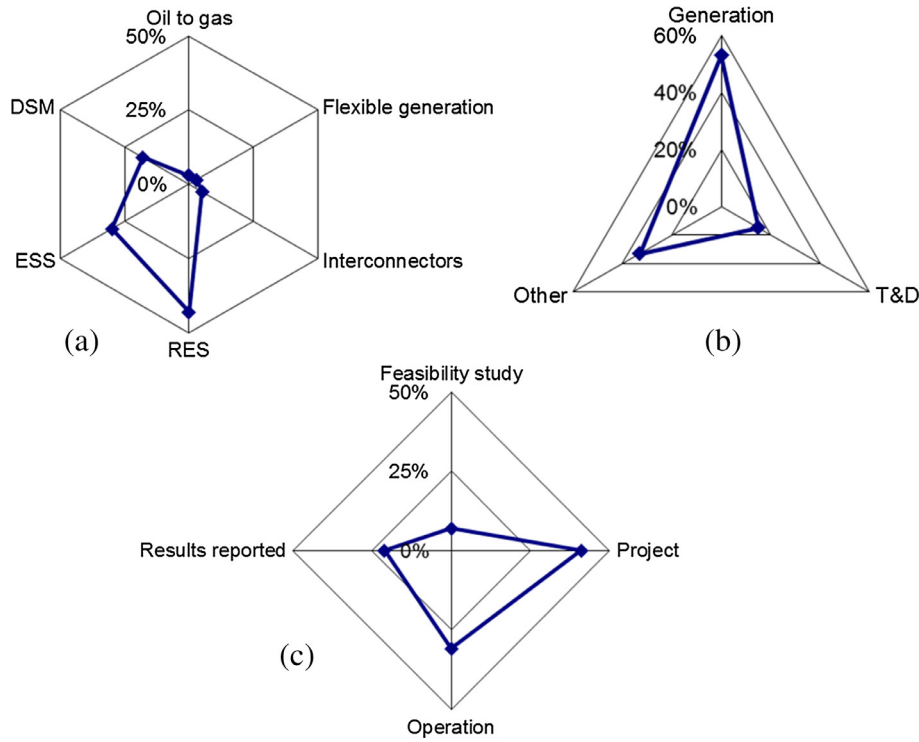 Oil to gas
50%
25%
0%
DSM
Flexible generation
ESS
Interconnectors
RES
(a)
Generation
60%
40%
20%
0%
Other
T&D
(b)
Feasibility study
50%
25%
0%
Results reported
Project
Operation
(c)